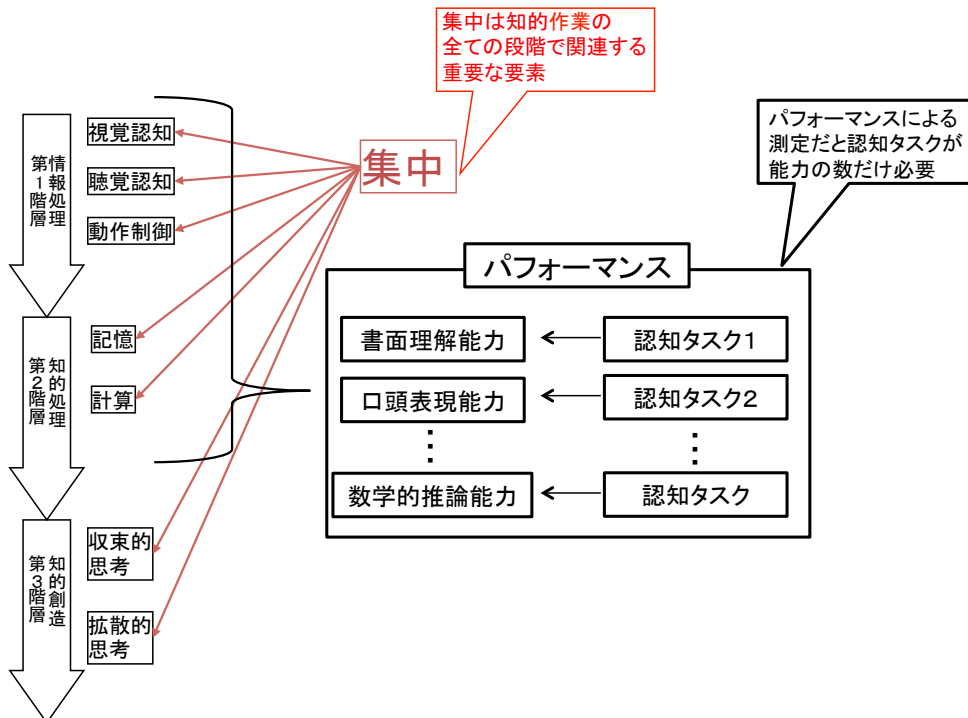 集中は知的作業の
全ての段階で関連する
重要な要素
パフォーマンスによる
測定だと認知タスクが
能力の数だけ必要
集中
情報処理
第1階層
視覚認知
聴覚認知
動作制御
知的処理
第2階層
記憶
計算
知的創造
第3階層
収束的
思考
拡散的
思考
パフォーマンス
書面理解能力
認知タスク1
口頭表現能力
認知タスク2
数学的推論能力
認知タスク